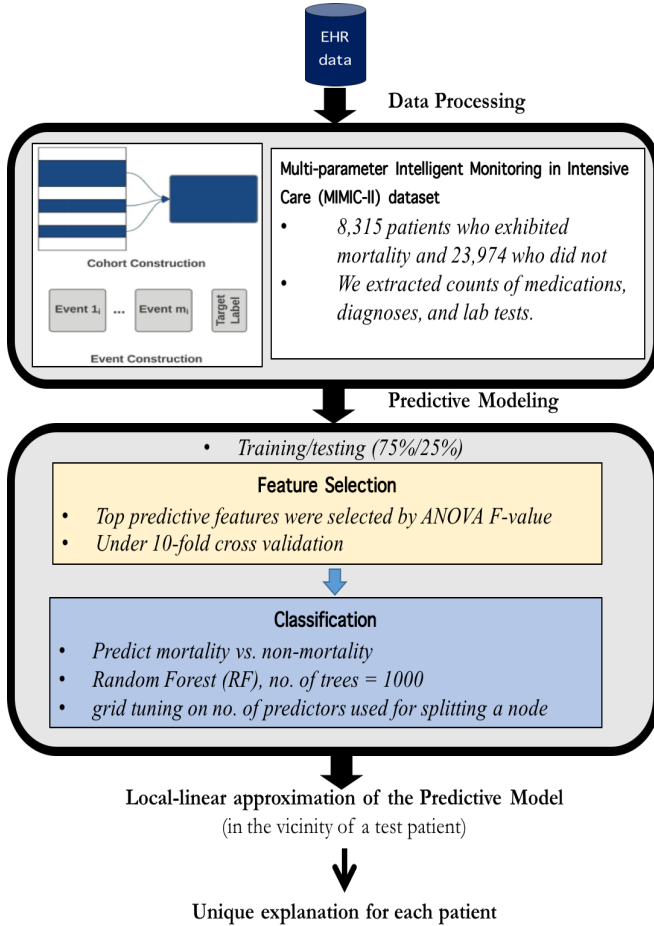 EHR
data
Data Processing
Cohort Construction
Event 1i ... Event mi Target Label
Event Construction
Multi-parameter Intelligent Monitoring in Intensive
Care (MIMIC-II) dataset
• 8,315 patients who exhibited
mortality and 23,974 who did not
• We extracted counts of medications,
diagnoses, and lab tests.
Predictive Modeling
• Training/testing (75%/25%)
Feature Selection
• Top predictive features were selected by ANOVA F-value
• Under 10-fold cross validation
Classification
• Predict mortality vs. non-mortality
• Random Forest (RF), no. of trees = 1000
• grid tuning on no. of predictors used for splitting a node
Local-linear approximation of the Predictive Model
(in the vicinity of a test patient)
Unique explanation for each patient